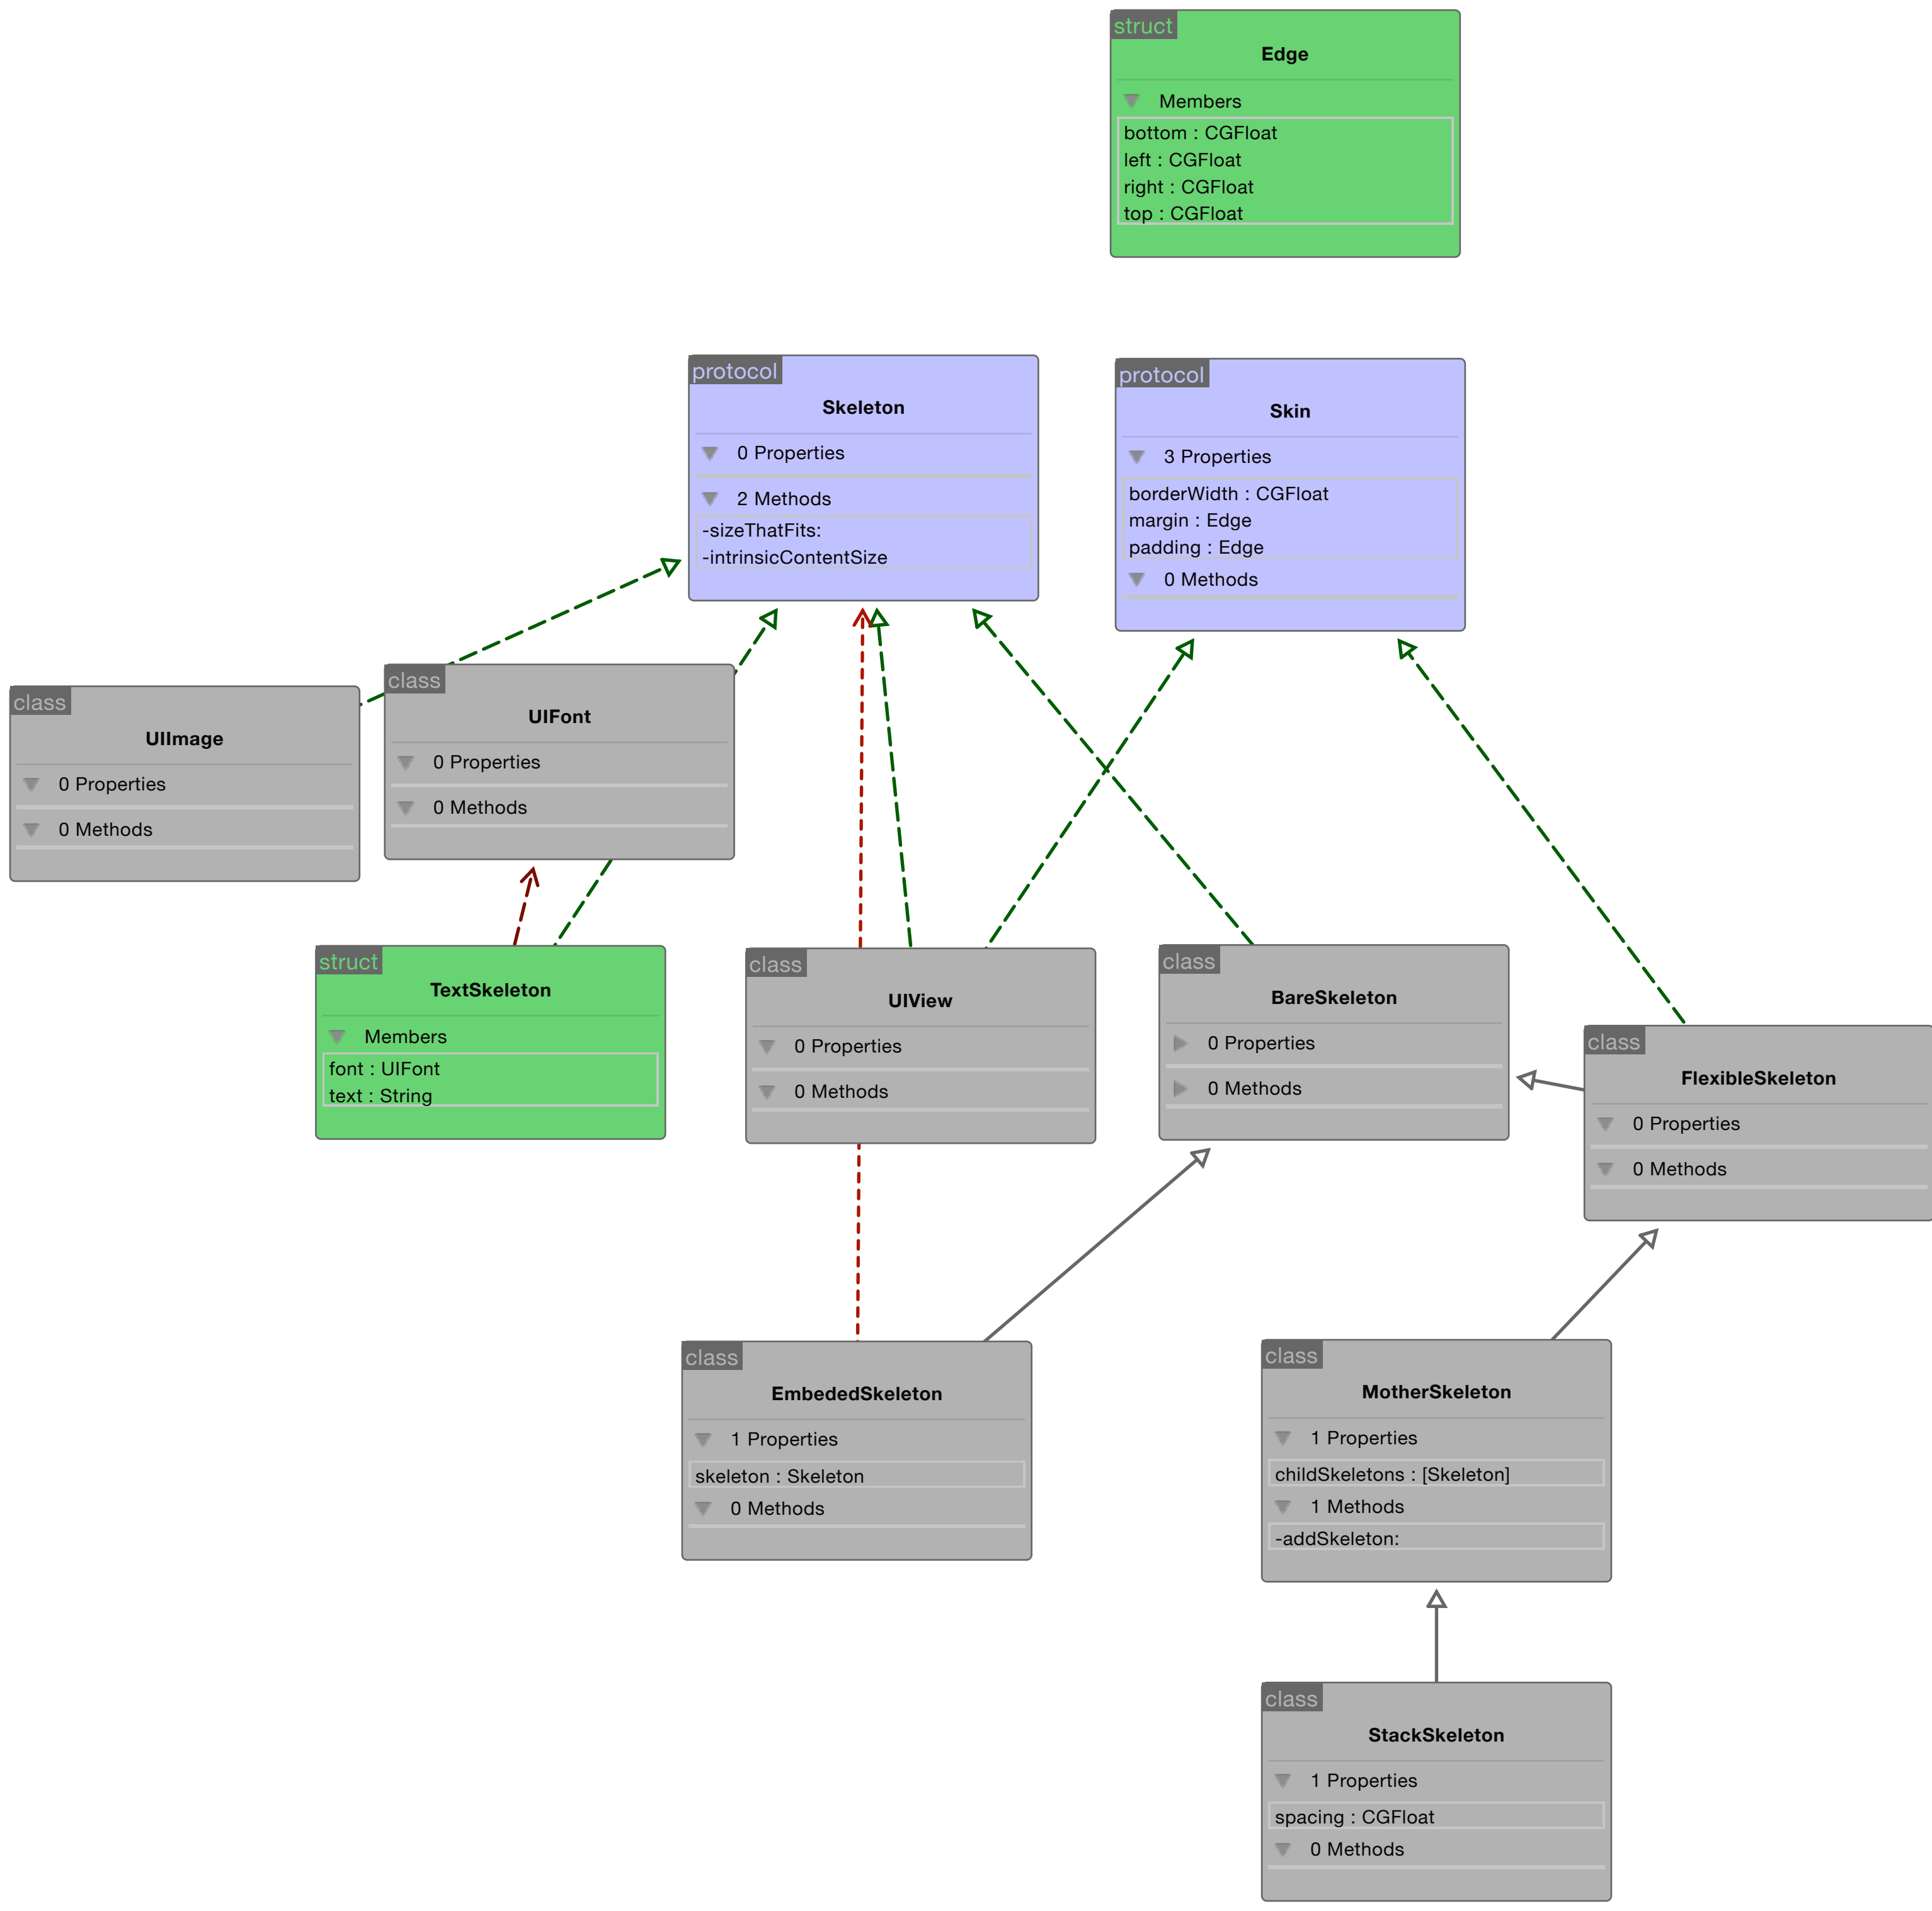 struct
Edge
Members
bottom : CGFloat
left : CGFloat
right : CGFloat
top : CGFloat
protocol
Skeleton
0 Properties
2 Methods
-sizeThatFits:
-intrinsicContentSize
protocol
Skin
3 Properties
borderWidth : CGFloat
margin : Edge
padding : Edge
0 Methods
class
UIImage
0 Properties
0 Methods
class
UIFont
0 Properties
0 Methods
struct
TextSkeleton
Members
font : UIFont
text : String
class
UIView
0 Properties
0 Methods
class
BareSkeleton
0 Properties
0 Methods
class
FlexibleSkeleton
0 Properties
0 Methods
class
EmbededSkeleton
1 Properties
skeleton : Skeleton
0 Methods
class
MotherSkeleton
1 Properties
childSkeletons : [Skeleton]
1 Methods
-addSkeleton:
class
StackSkeleton
1 Properties
spacing : CGFloat
0 Methods